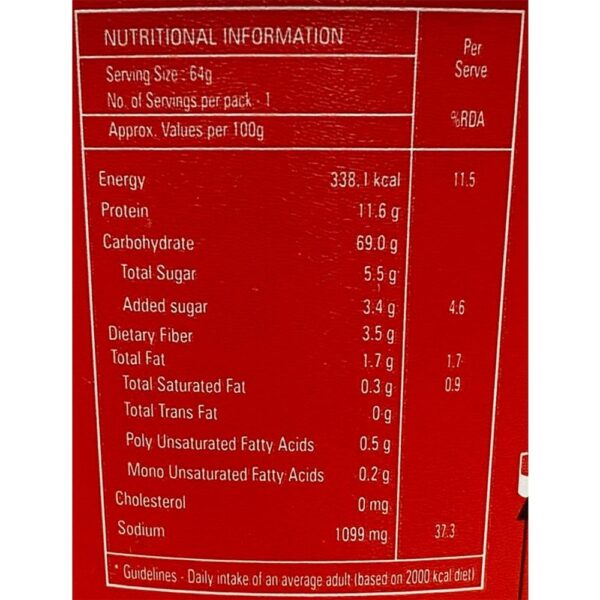 NUTRITIONAL INFORMATION
Per
Serve
%RDA
Serving Size : 64g
No. of Servings per pack - 1
Approx. Values per 100g
Energy 338.1 kcal 11.5
Protein 11.6 g
Carbohydrate 69.0 g
Total Sugar 5.5 g
Added sugar 3.4 g 4.6
Dietary Fiber 3.5 g
Total Fat 1.7 g 1.7
Total Saturated Fat 0.3 g 0.9
Total Trans Fat 0 g
Poly Unsaturated Fatty Acids 0.5 g
Mono Unsaturated Fatty Acids 0.2 g
Cholesterol 0 mg
Sodium 1099 mg 37.3
* Guidelines - Daily intake of an average adult (based on 2000 kcal diet)